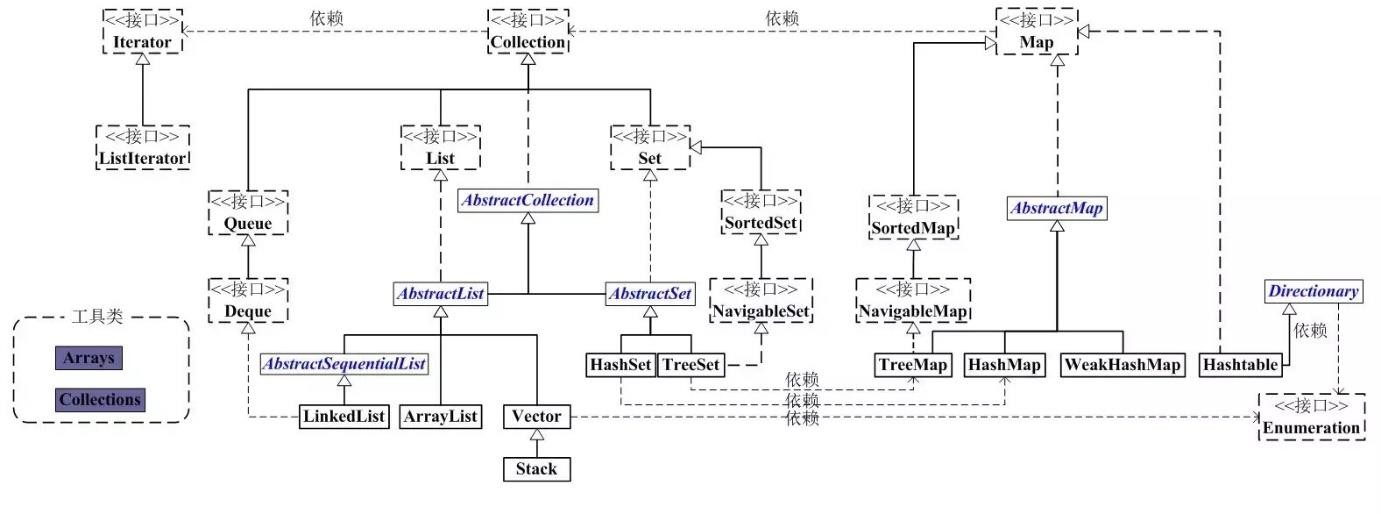 <<接口>>
Iterator
依赖
<<接口>>
Collection
依赖
<<接口>>
Map
<<接口>>
ListIterator
<<接口>>
List
<<接口>>
Set
<<接口>>
Queue
AbstractCollection
<<接口>>
SortedSet
<<接口>>
SortedMap
AbstractMap
<<接口>>
Deque
AbstractList
AbstractSet
<<接口>>
NavigableSet
<<接口>>
NavigableMap
Directionary
工具类
Arrays
Collections
AbstractSequentialList
HashSet
TreeSet
TreeMap
HashMap
WeakHashMap
Hashtable
依赖
依赖
依赖
依赖
LinkedList
ArrayList
Vector
<<接口>>
Enumeration
Stack